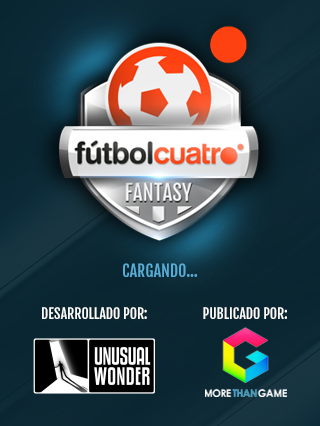 fútbolcuatro
FANTASY
CARGANDO...
DESARROLLADO POR:
PUBLICADO POR:
UNUSUAL
WONDER
MORETHANGAME